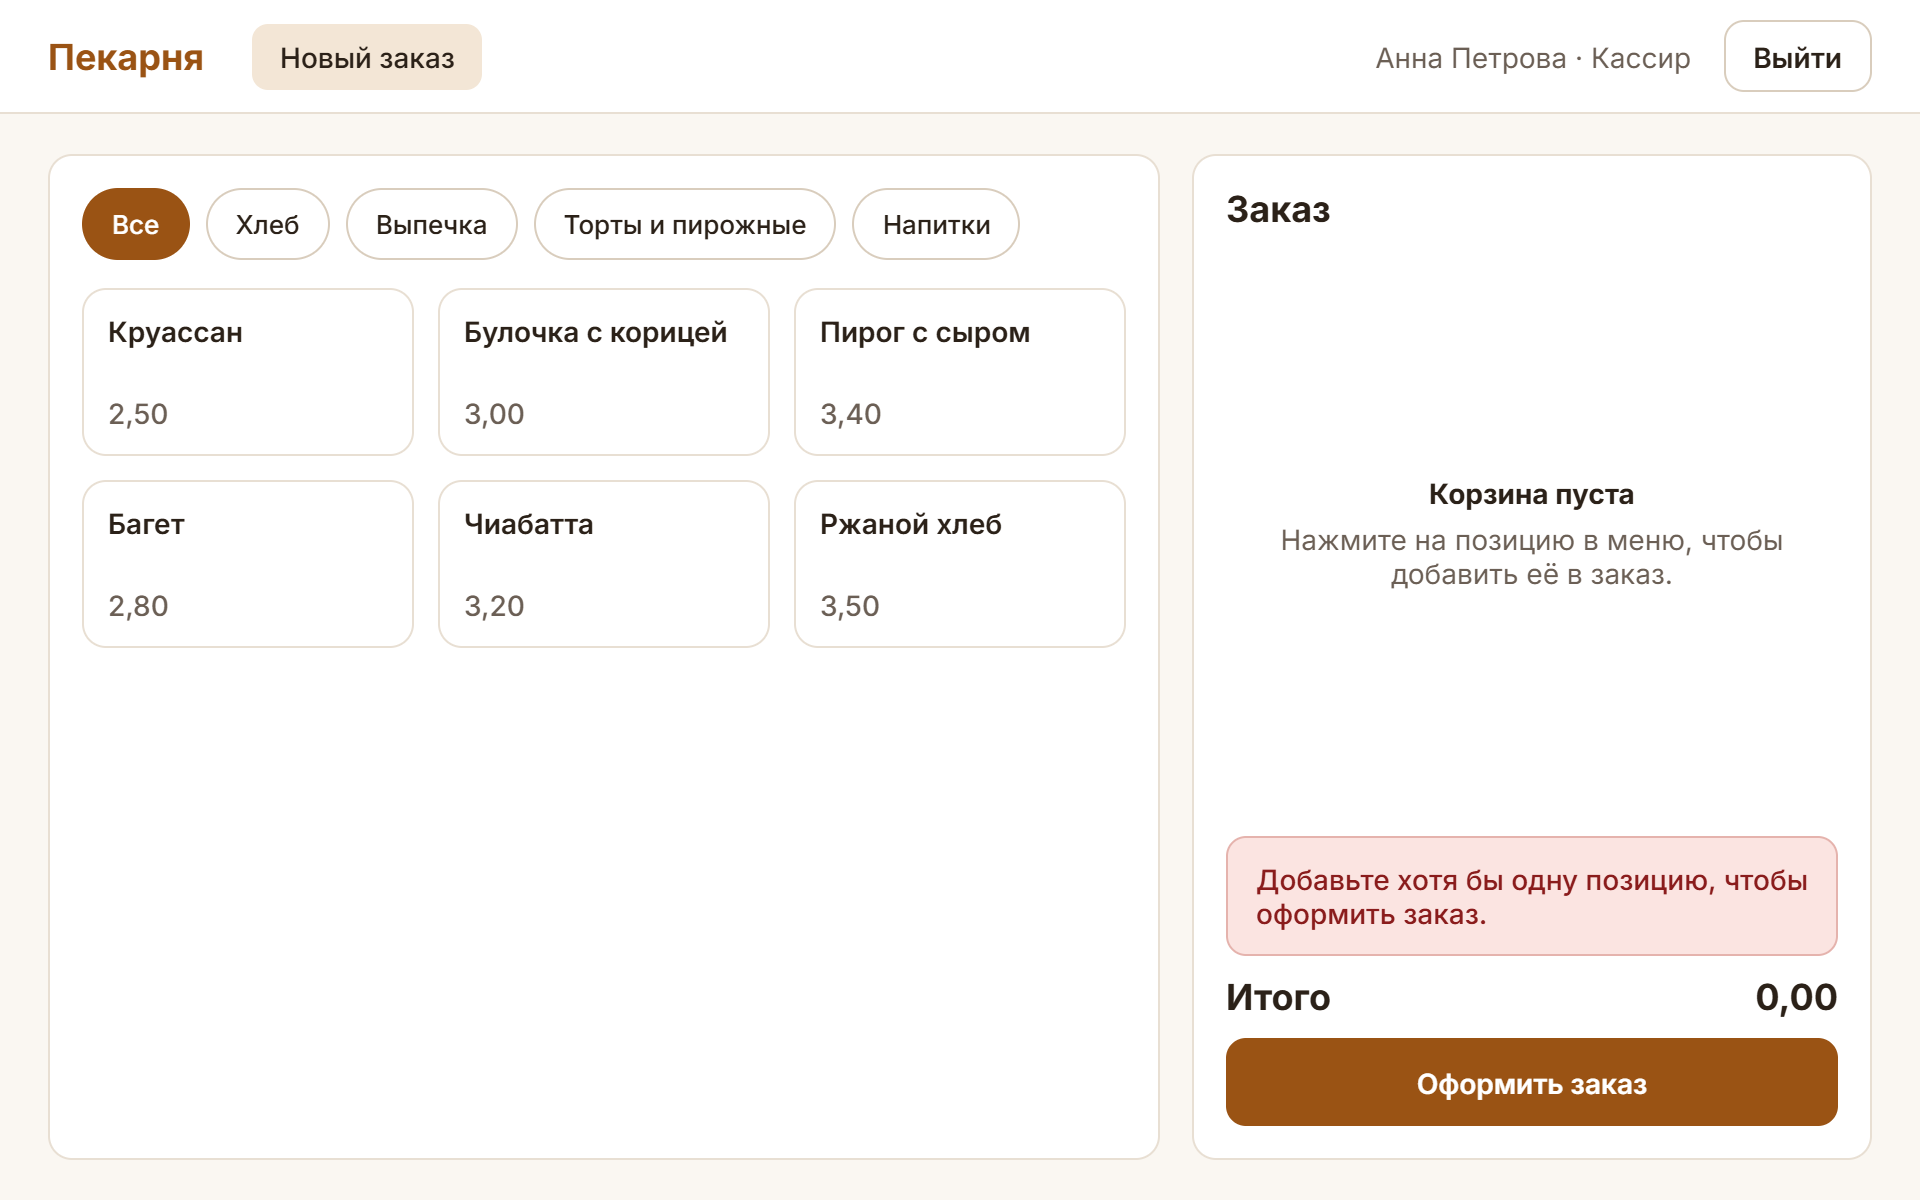 Пекарня
Новый заказ
Анна Петрова · Кассир
Выйти
Все
Хлеб
Выпечка
Торты и пирожные
Напитки
Круассан
2,50
Булочка с корицей
3,00
Пирог с сыром
3,40
Багет
2,80
Чиабатта
3,20
Ржаной хлеб
3,50
Заказ
Корзина пуста
Нажмите на позицию в меню, чтобы
добавить её в заказ.
Добавьте хотя бы одну позицию, чтобы
оформить заказ.
Итого
0,00
Оформить заказ